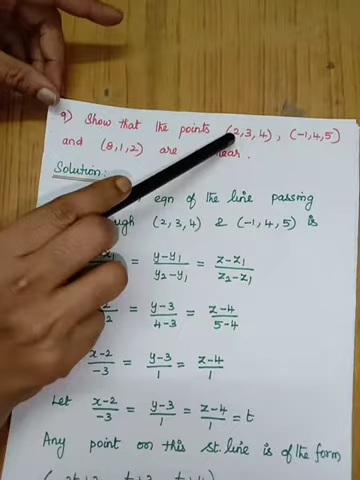 9) Show that the points (2,3,4), (-1,4,5)
and (8,1,2) are
Solution: eqn of the line passing
(2,3,4) & (-1,4,5) is
= y-y₁/y₂-y₁ = z-z₁/z₂-z₁
= y-3/4-3 = z-4/5-4
x-2/-3 = y-3/1 = z-4/1
Let x-2/-3 = y-3/1 = z-4/1 = t
Any point on this st. line is of the form